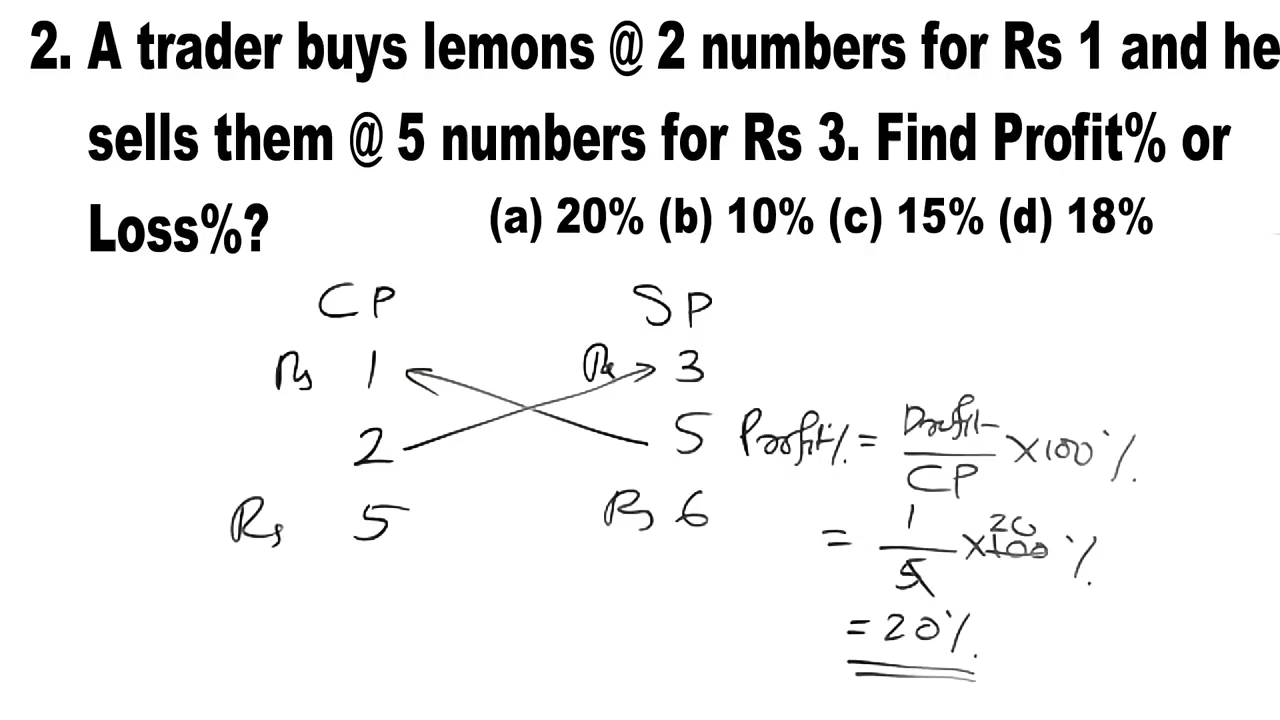 2. A trader buys lemons @ 2 numbers for Rs 1 and he
sells them @ 5 numbers for Rs 3. Find Profit% or
Loss%?
(a) 20% (b) 10% (c) 15% (d) 18%
CP SP
Rs 1 Rs 3
2 5
Rs 5 Rs 6
Profit% = Profit/CP × 100%
= 1/5 × 100 20 %
= 20%